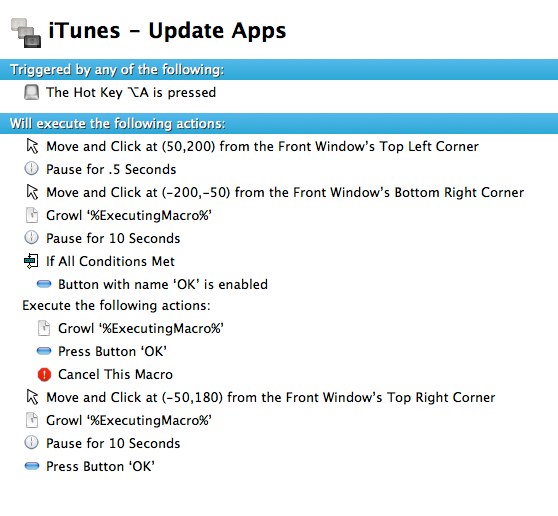 iTunes – Update Apps
Triggered by any of the following:
The Hot Key ⌥A is pressed
Will execute the following actions:
Move and Click at (50,200) from the Front Window’s Top Left Corner
Pause for .5 Seconds
Move and Click at (-200,-50) from the Front Window’s Bottom Right Corner
Growl ‘%ExecutingMacro%’
Pause for 10 Seconds
If All Conditions Met
Button with name ‘OK’ is enabled
Execute the following actions:
Growl ‘%ExecutingMacro%’
Press Button ‘OK’
Cancel This Macro
Move and Click at (-50,180) from the Front Window’s Top Right Corner
Growl ‘%ExecutingMacro%’
Pause for 10 Seconds
Press Button ‘OK’